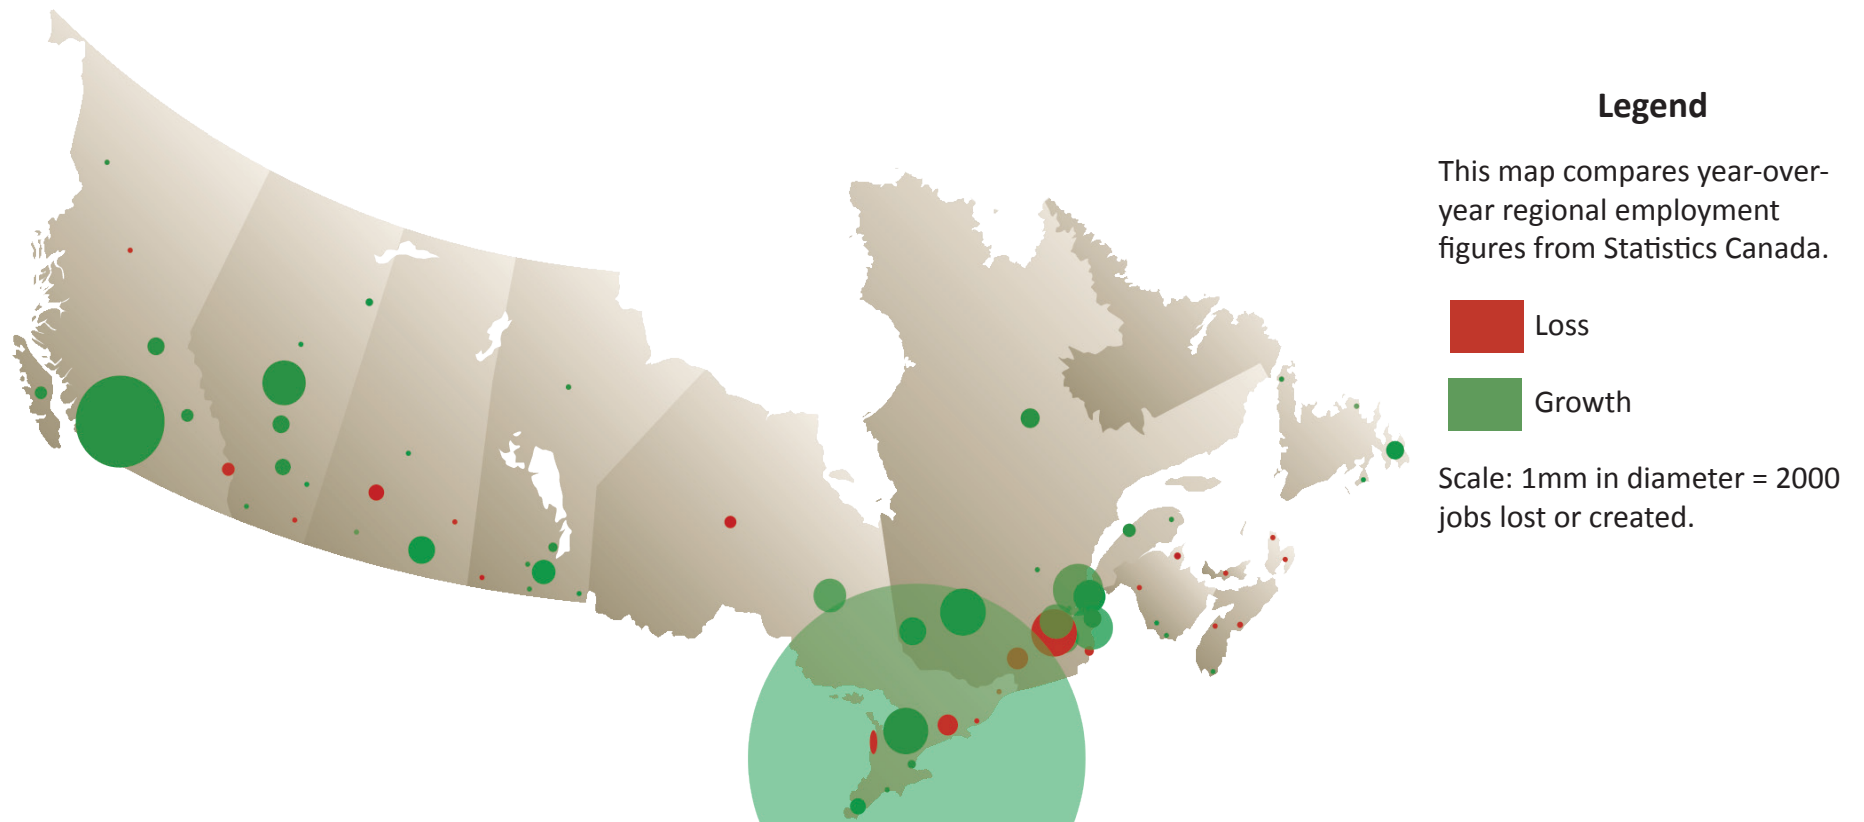 Legend
This map compares year-over-
year regional employment
figures from Statistics Canada.
Loss
Growth
Scale: 1mm in diameter = 2000
jobs lost or created.